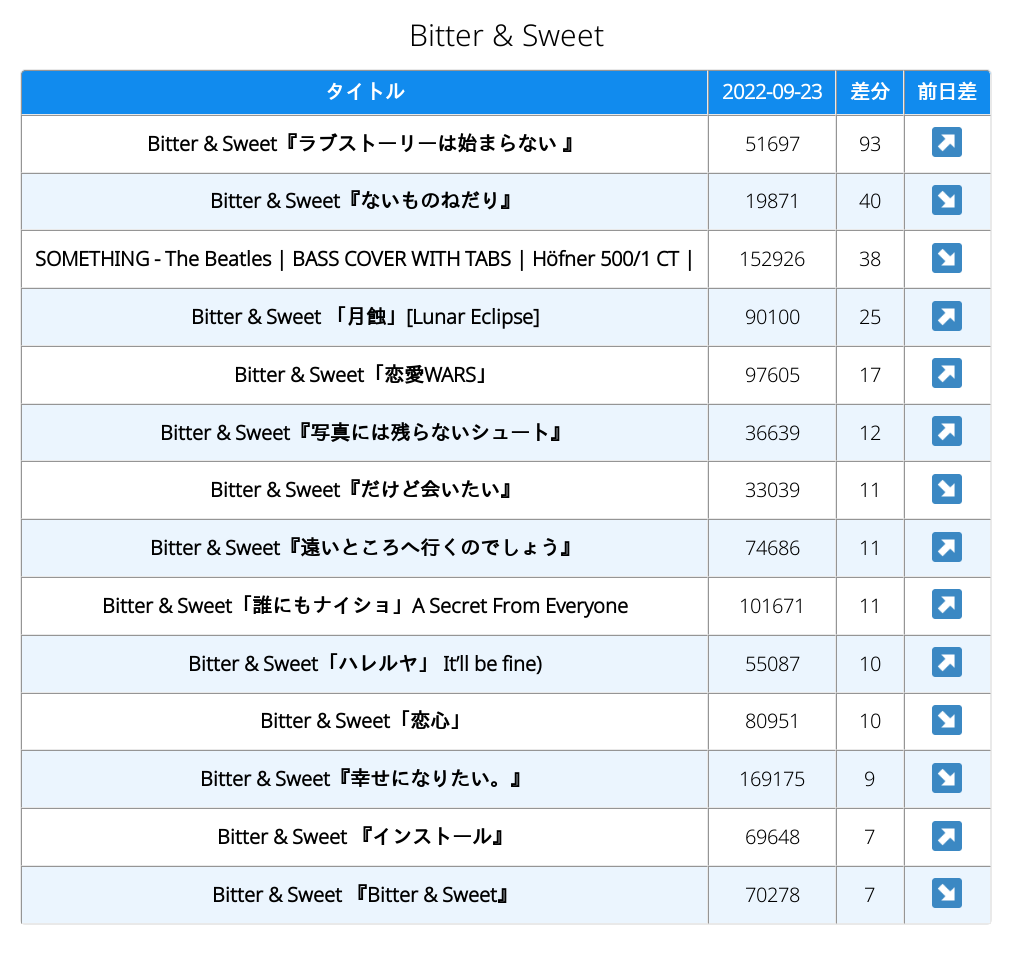 Bitter & Sweet
タイトル 2022-09-23 差分 前日差
Bitter & Sweet『ラブストーリーは始まらない 』 51697 93
Bitter & Sweet『ないものねだり』 19871 40
SOMETHING - The Beatles | BASS COVER WITH TABS | Höfner 500/1 CT | 152926 38
Bitter & Sweet 「月蝕」[Lunar Eclipse] 90100 25
Bitter & Sweet「恋愛WARS」 97605 17
Bitter & Sweet『写真には残らないシュート』 36639 12
Bitter & Sweet『だけど会いたい』 33039 11
Bitter & Sweet『遠いところへ行くのでしょう』 74686 11
Bitter & Sweet「誰にもナイショ」A Secret From Everyone 101671 11
Bitter & Sweet「ハレルヤ」 It’ll be fine) 55087 10
Bitter & Sweet「恋心」 80951 10
Bitter & Sweet『幸せになりたい。』 169175 9
Bitter & Sweet 『インストール』 69648 7
Bitter & Sweet 『Bitter & Sweet』 70278 7